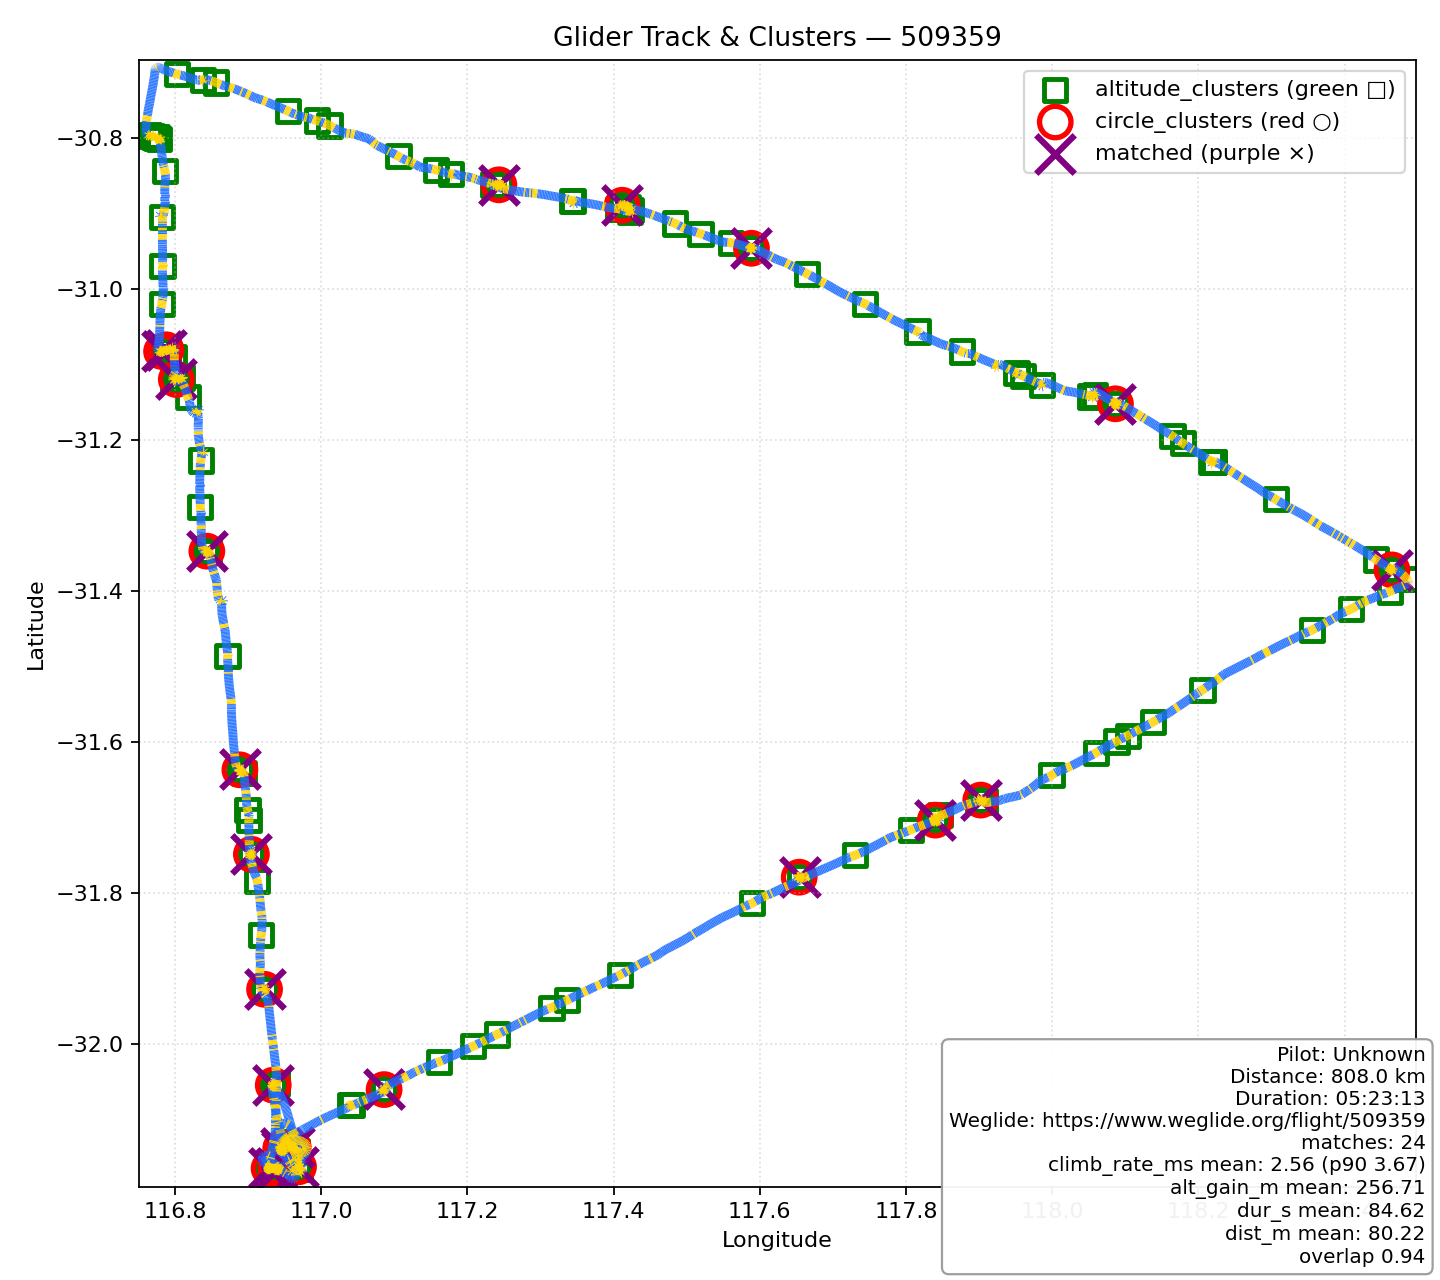 Glider Track & Clusters — 509359
altitude_clusters (green □)
circle_clusters (red ○)
matched (purple ×)
Latitude
−30.8
−31.0
−31.2
−31.4
−31.6
−31.8
−32.0
116.8 117.0 117.2 117.4 117.6 117.8 118.0 118.2
Longitude
Pilot: Unknown
Distance: 808.0 km
Duration: 05:23:13
Weglide: https://www.weglide.org/flight/509359
matches: 24
climb_rate_ms mean: 2.56 (p90 3.67)
alt_gain_m mean: 256.71
dur_s mean: 84.62
dist_m mean: 80.22
overlap 0.94